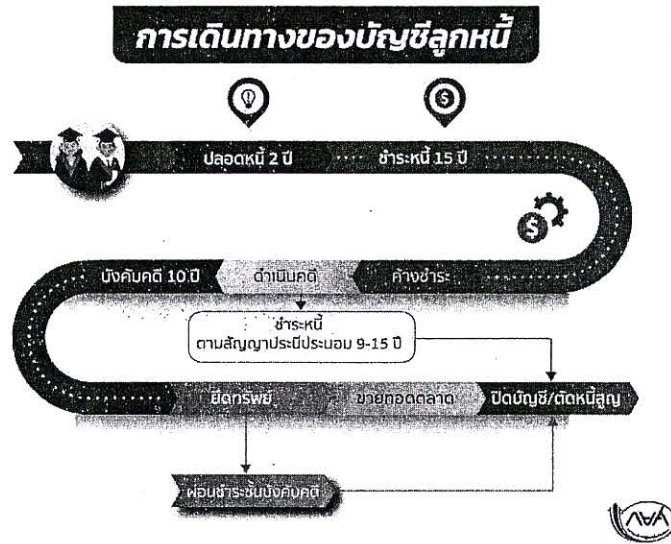 การเดินทางของบัญชีลูกหนี้
ปลอดหนี้ 2 ปี
ชำระหนี้ 15 ปี
ค้างชำระ
ดำเนินคดี
บังคับคดี 10 ปี
ชำระหนี้
ตามสัญญาประนีประนอม 9-15 ปี
ยึดทรัพย์
ขายทอดตลาด
ปิดบัญชี/ตัดหนี้สูญ
ผ่อนชำระชั้นบังคับคดี